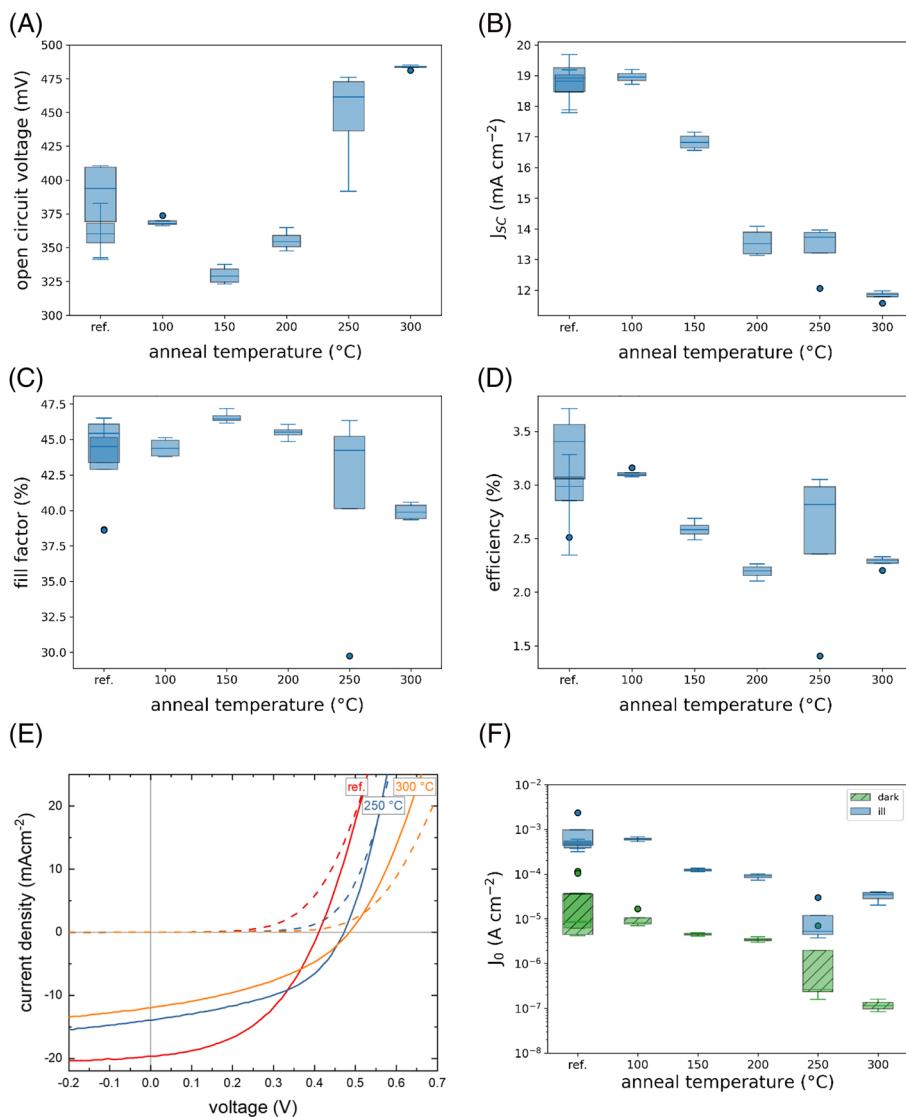 (A)
500
475
450
425
400
375
350
325
open circuit voltage (mV)
ref. 100 150 200 250 300
anneal temperature (°C)
(B)
20
19
18
17
16
15
14
13
12
J_SC (mA cm⁻²)
ref. 100 150 200 250 300
anneal temperature (°C)
(C)
47.5
45.0
42.5
40.0
37.5
35.0
32.5
30.0
fill factor (%)
ref. 100 150 200 250 300
anneal temperature (°C)
(D)
3.5
3.0
2.5
2.0
1.5
efficiency (%)
ref. 100 150 200 250 300
anneal temperature (°C)
(E)
ref. 300 °C
250 °C
20
10
0
-10
-20
current density (mAcm⁻²)
-0.2 -0.1 0.0 0.1 0.2 0.3 0.4 0.5 0.6 0.7
voltage (V)
(F)
dark
ill
10⁻²
10⁻³
10⁻⁴
10⁻⁵
10⁻⁶
10⁻⁷
10⁻⁸
J₀ (A cm⁻²)
ref. 100 150 200 250 300
anneal temperature (°C)